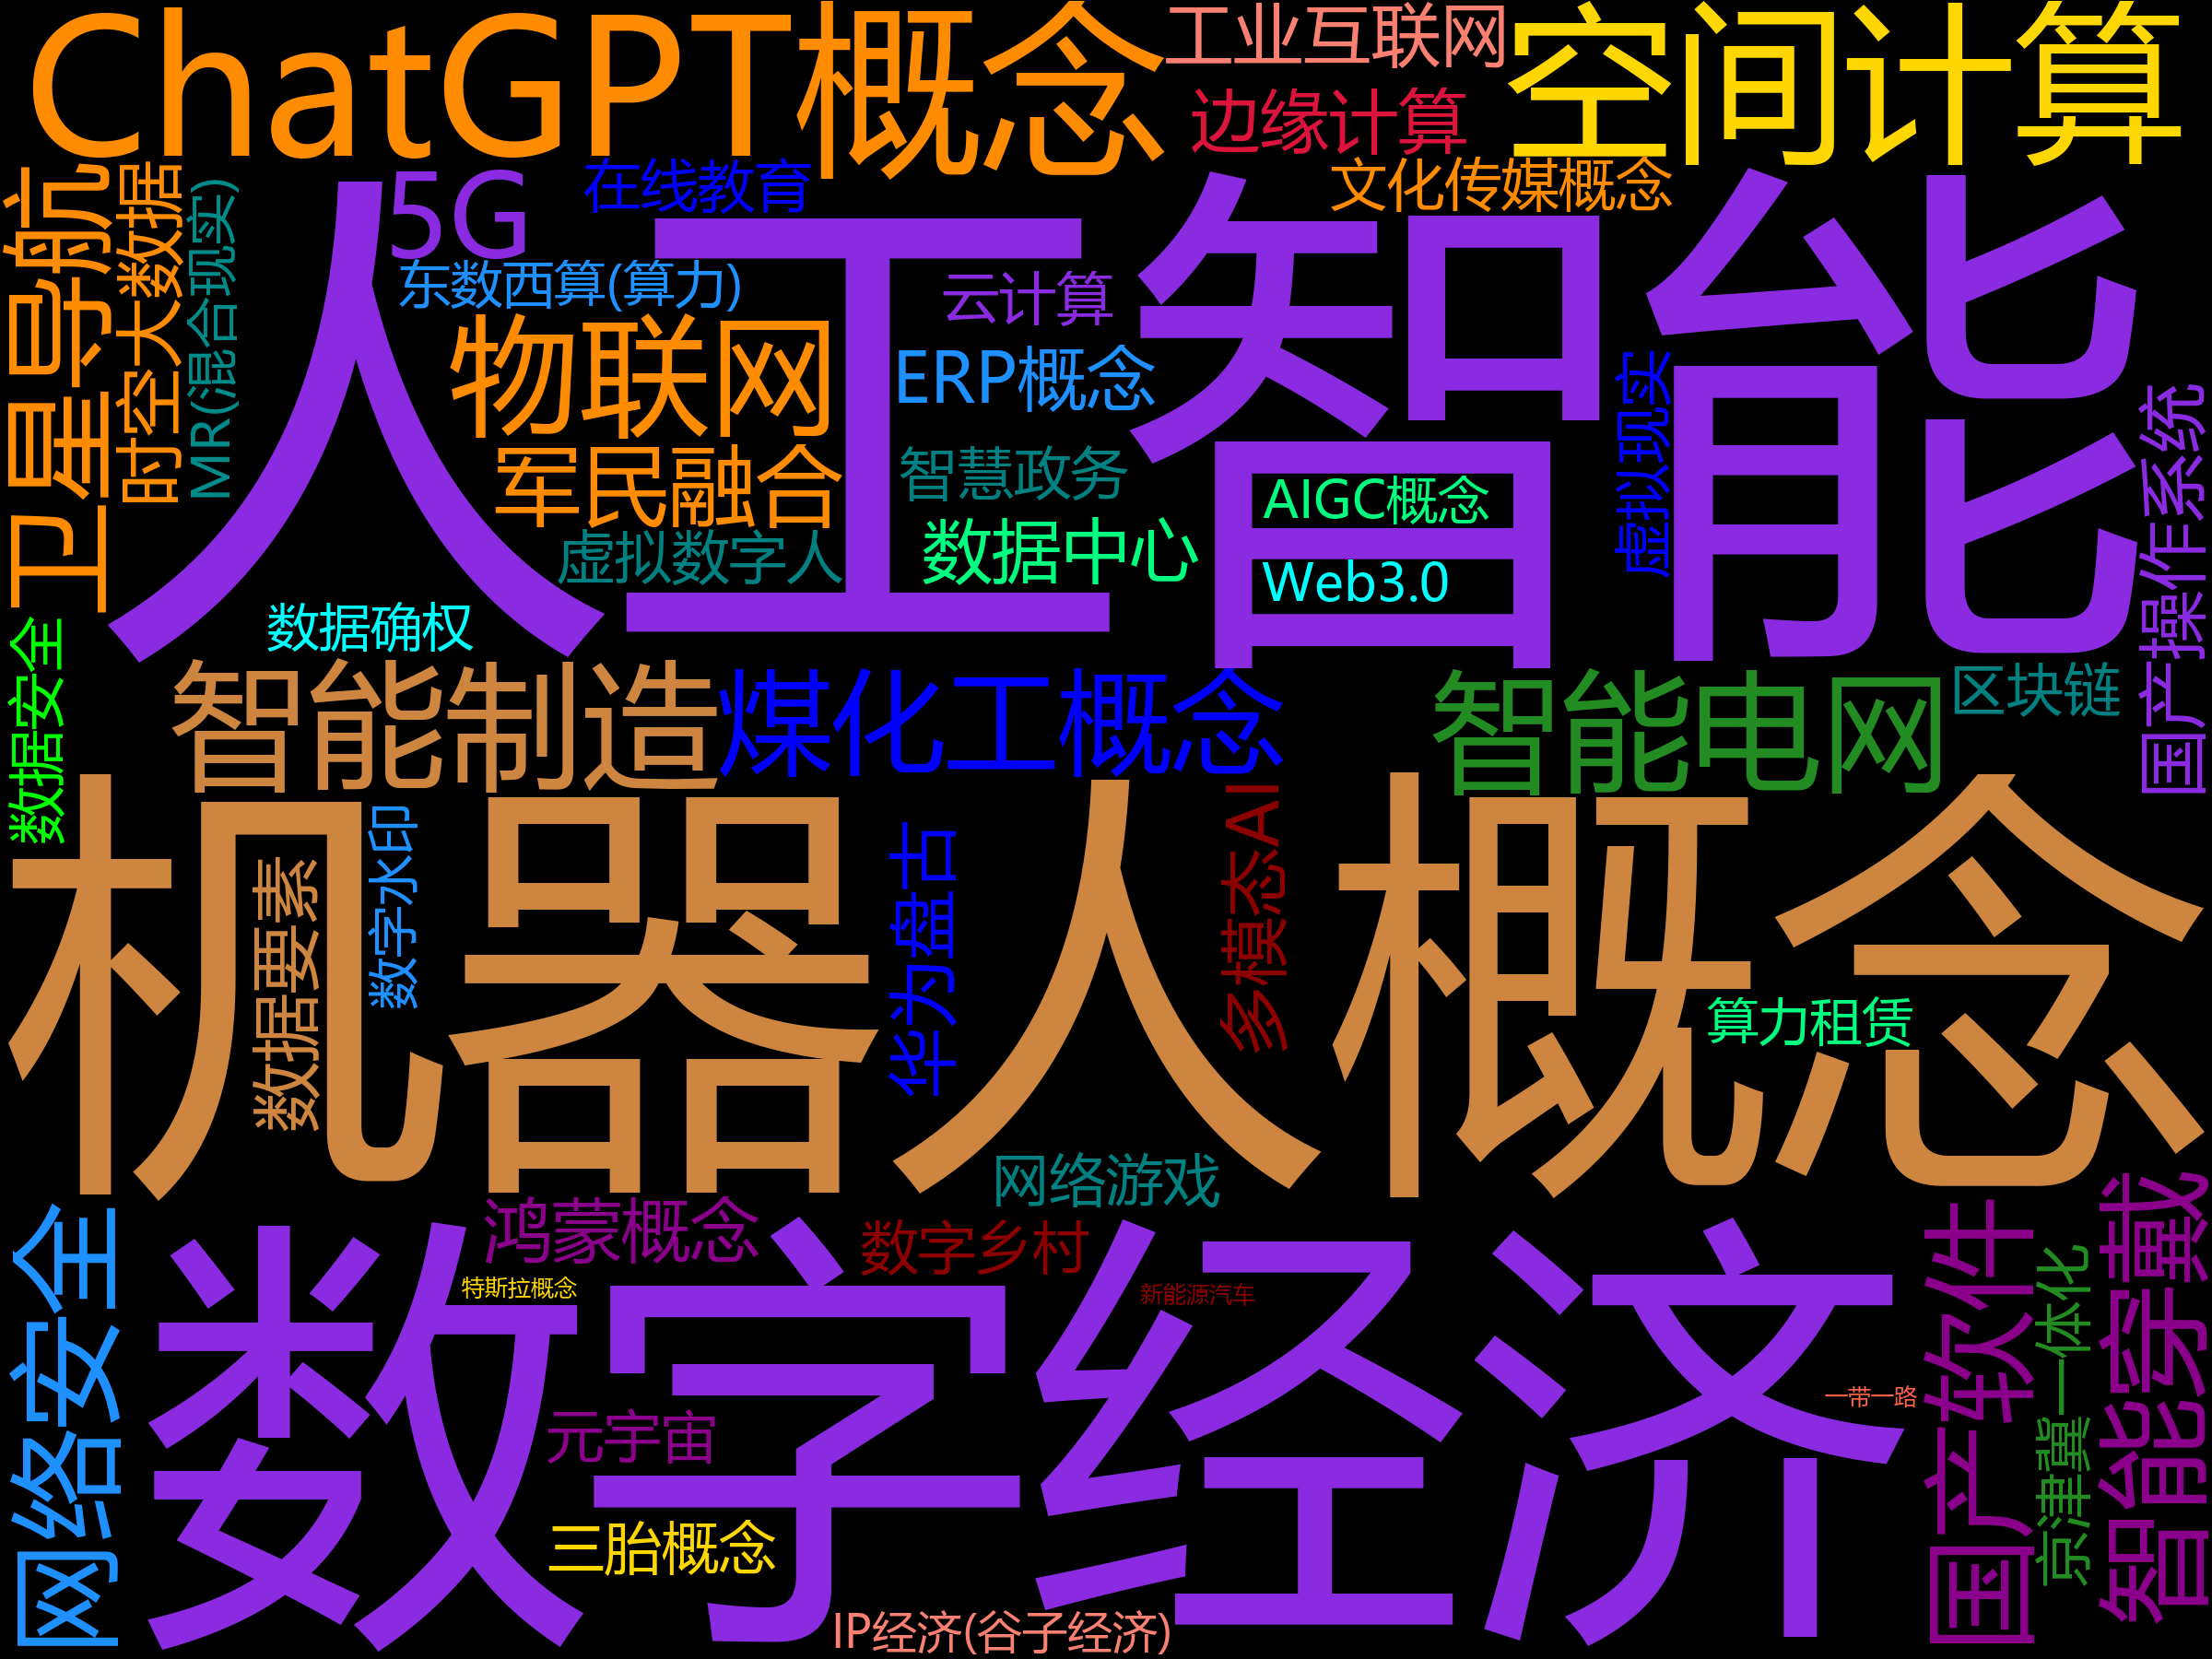 ChatGPT概念
工业互联网
空间计算
边缘计算
卫星导航
时空大数据
MR(混合现实)
5G
在线教育
文化传媒概念
人工智能
东数西算(算力)
云计算
物联网
ERP概念
虚拟现实
国产操作系统
军民融合
智慧政务
AIGC概念
虚拟数字人
数据中心
Web3.0
数据安全
数据确权
智能制造
煤化工概念
智能电网
区块链
机器人概念
数据要素
数字水印
华为盘古
多模态AI
算力租赁
网络游戏
网络安全
鸿蒙概念
数字乡村
特斯拉概念
新能源汽车
数字经济
国产软件
京津冀一体化
智能穿戴
一带一路
元宇宙
三胎概念
IP经济(谷子经济)